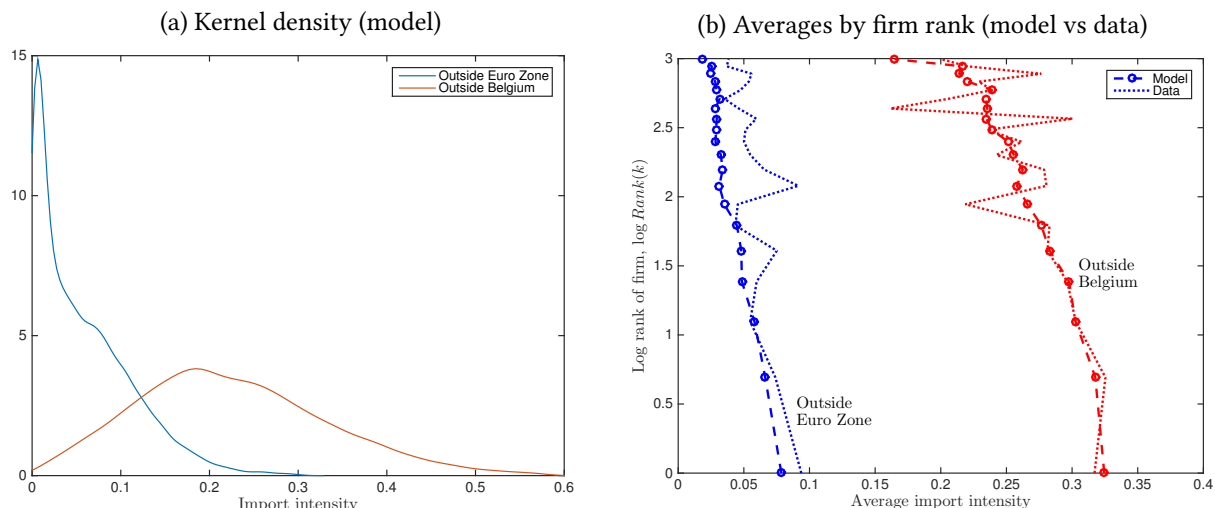 (a) Kernel density (model)
15
10
5
0
0
0.1
0.2
0.3
0.4
0.5
0.6
Import intensity
Outside Euro Zone
Outside Belgium
(b) Averages by firm rank (model vs data)
3
2.5
2
1.5
1
0.5
0
Log rank of firm, log Rank(k)
0
0.05
0.1
0.15
0.2
0.25
0.3
0.35
0.4
Average import intensity
Model
Data
Outside
Belgium
Outside
Euro Zone